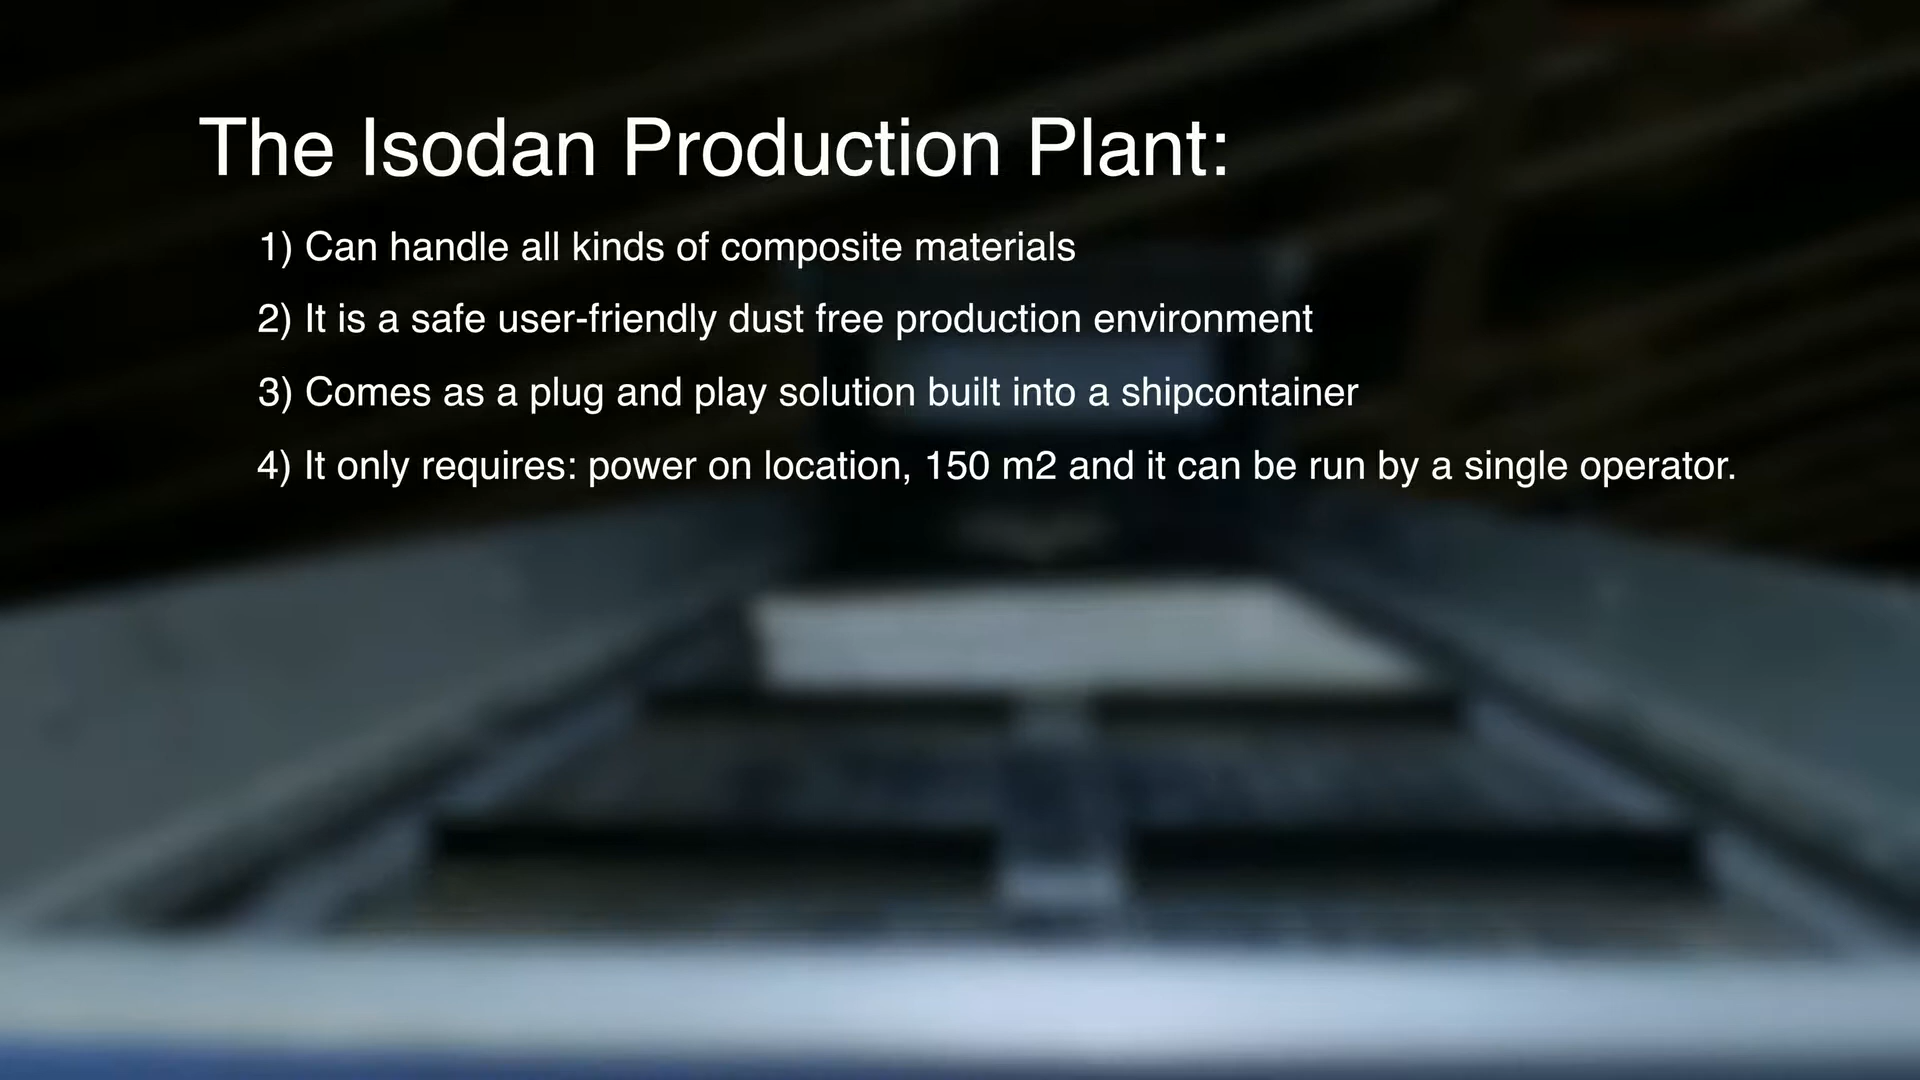 The Isodan Production Plant:
1) Can handle all kinds of composite materials
2) It is a safe user-friendly dust free production environment
3) Comes as a plug and play solution built into a shipcontainer
4) It only requires: power on location, 150 m2 and it can be run by a single operator.